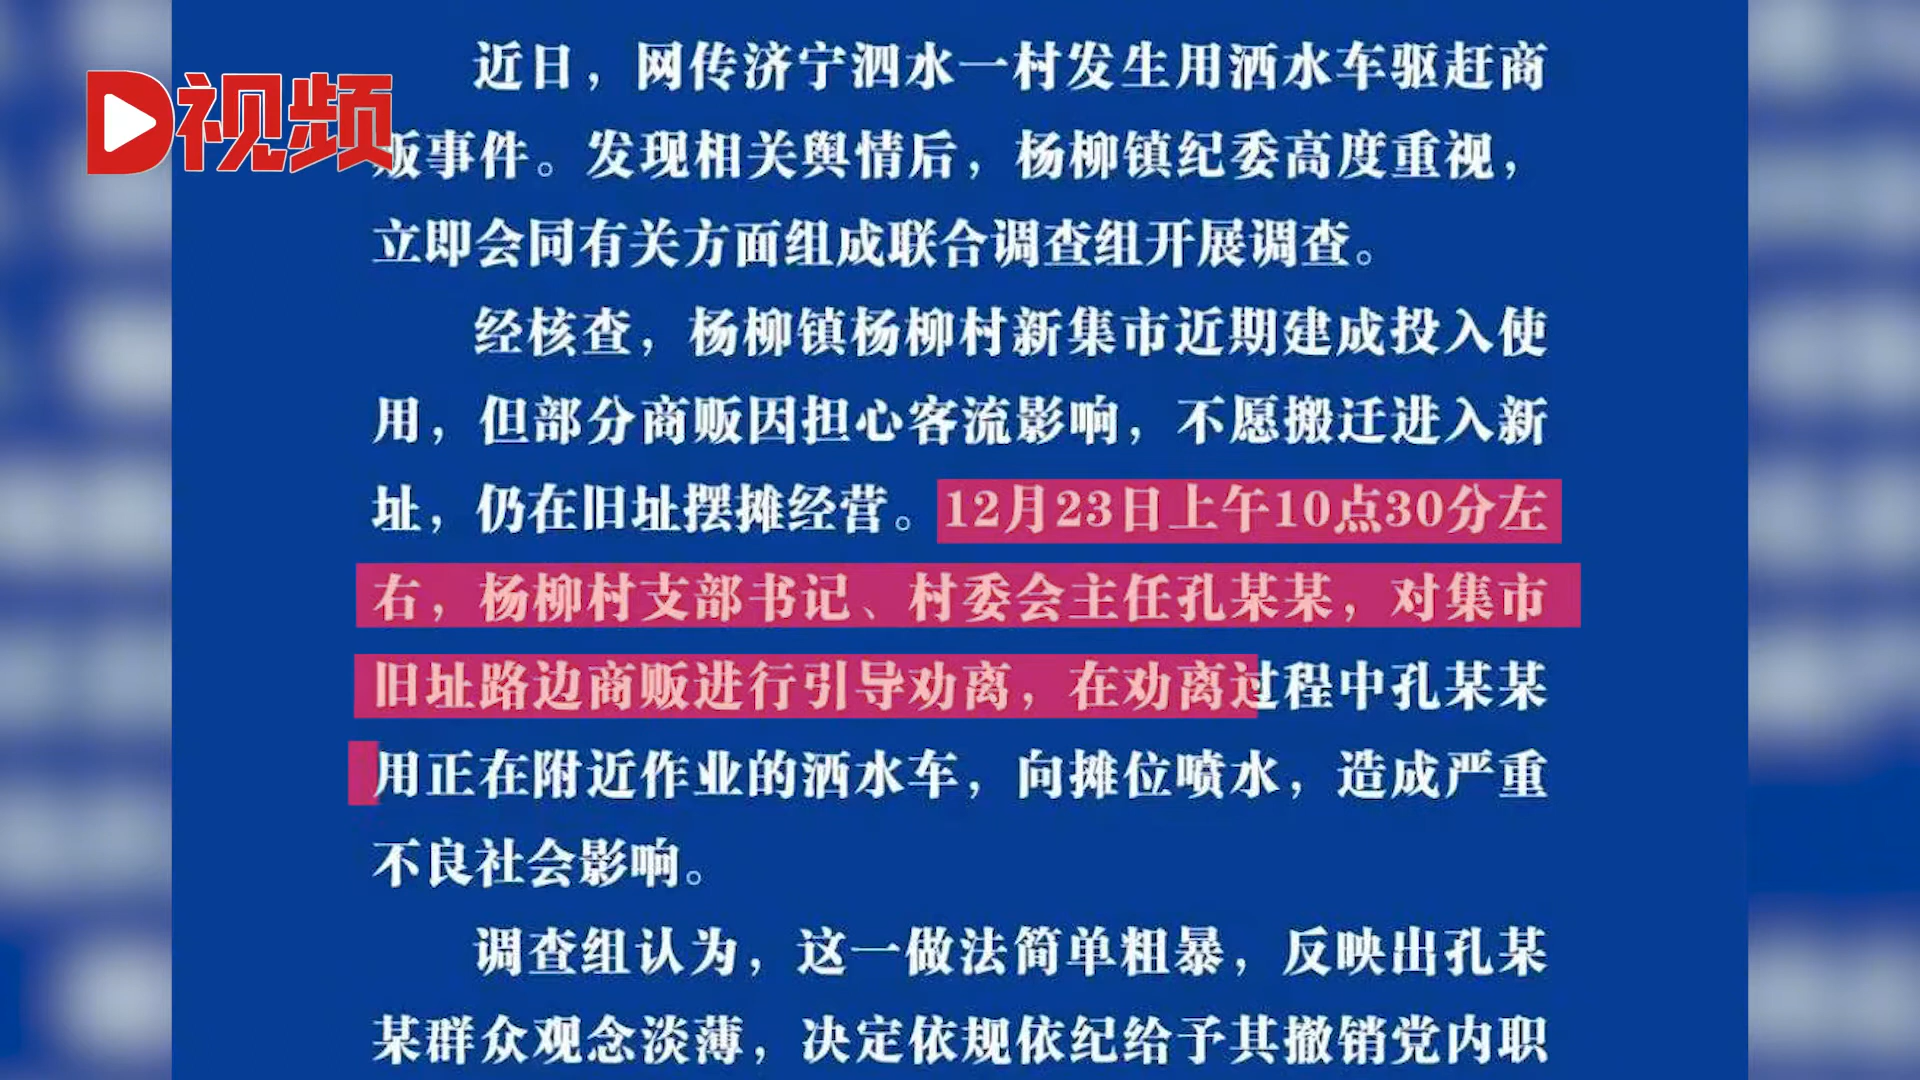 视频
近日，网传济宁泗水一村发生用洒水车驱赶商
贩事件。发现相关舆情后，杨柳镇纪委高度重视，
立即会同有关方面组成联合调查组开展调查。
经核查，杨柳镇杨柳村新集市近期建成投入使
用，但部分商贩因担心客流影响，不愿搬迁进入新
址，仍在旧址摆摊经营。12月23日上午10点30分左
右，杨柳村支部书记、村委会主任孔某某，对集市
旧址路边商贩进行引导劝离，在劝离过程中孔某某
用正在附近作业的洒水车，向摊位喷水，造成严重
不良社会影响。
调查组认为，这一做法简单粗暴，反映出孔某
某群众观念淡薄，决定依规依纪给予其撤销党内职